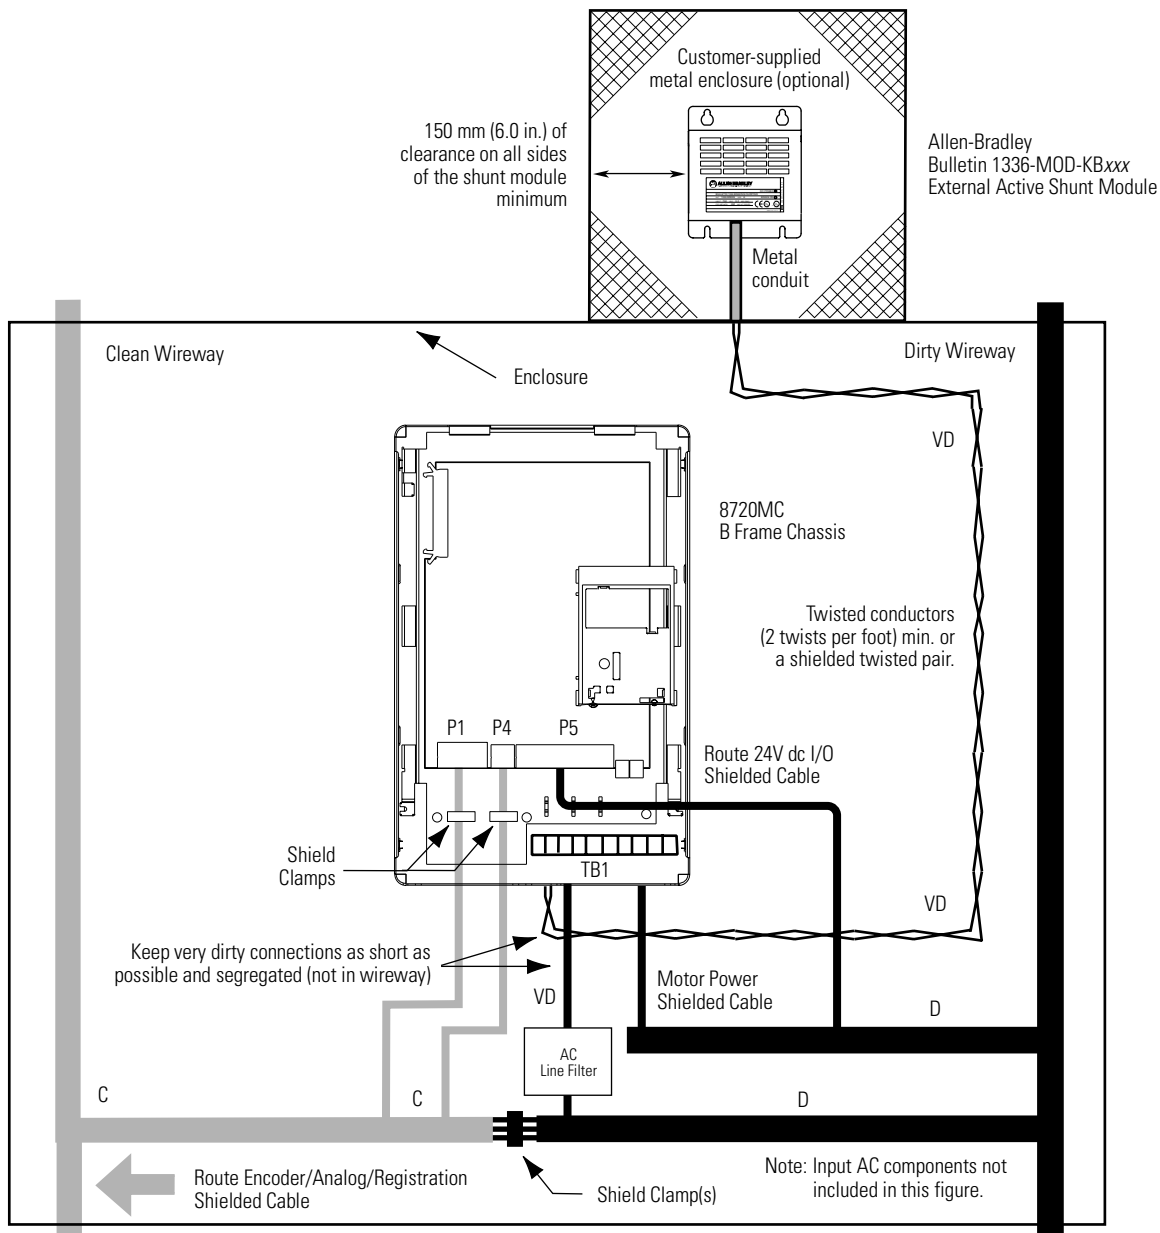 Customer-supplied
metal enclosure (optional)
150 mm (6.0 in.) of
clearance on all sides
of the shunt module
minimum
Allen-Bradley
Bulletin 1336-MOD-KBxxx
External Active Shunt Module
ALLEN-BRADLEY
Metal
conduit
Clean Wireway
Dirty Wireway
Enclosure
VD
8720MC
B Frame Chassis
Twisted conductors
(2 twists per foot) min. or
a shielded twisted pair.
P1
P4
P5
Route 24V dc I/O
Shielded Cable
Shield
Clamps
TB1
VD
Keep very dirty connections as short as
possible and segregated (not in wireway)
Motor Power
Shielded Cable
VD
D
AC
Line Filter
C
C
D
Route Encoder/Analog/Registration
Shielded Cable
Shield Clamp(s)
Note: Input AC components not
included in this figure.